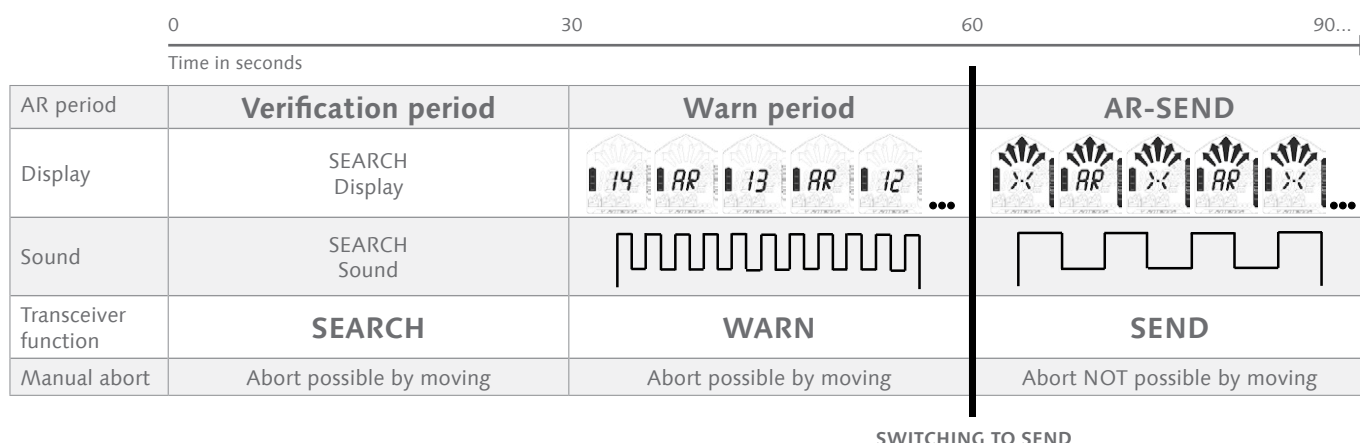 0 30 60 90...
Time in seconds
AR period Verification period Warn period AR-SEND
Display
SEARCH
Display
14 AR 13 AR 12 ...
AR AR ...
Sound
SEARCH
Sound
Transceiver
function
SEARCH WARN SEND
Manual abort Abort possible by moving Abort possible by moving Abort NOT possible by moving
SWITCHING TO SEND